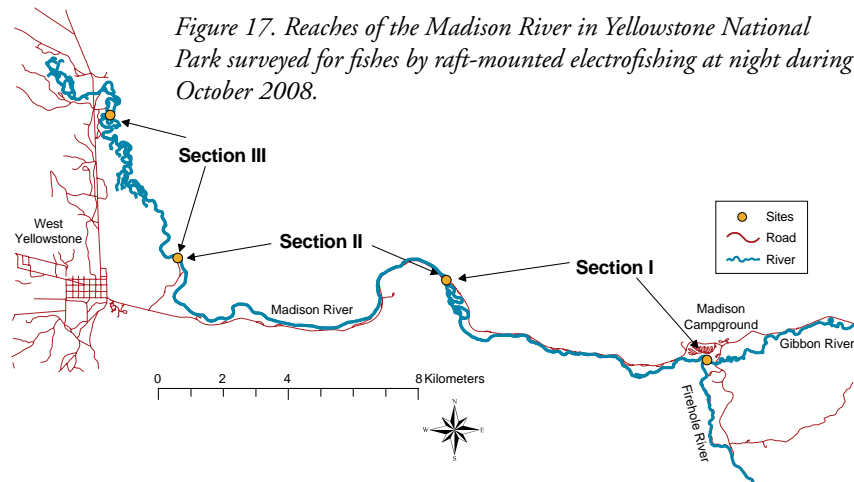 Figure 17. Reaches of the Madison River in Yellowstone National
Park surveyed for fishes by raft-mounted electrofishing at night during
October 2008.
Section III
West
Yellowstone
Section II
Section I
Sites
Road
River
Madison River
Madison
Campground
Gibbon River
Firehole River
0 2 4 8 Kilometers
N
W E
S